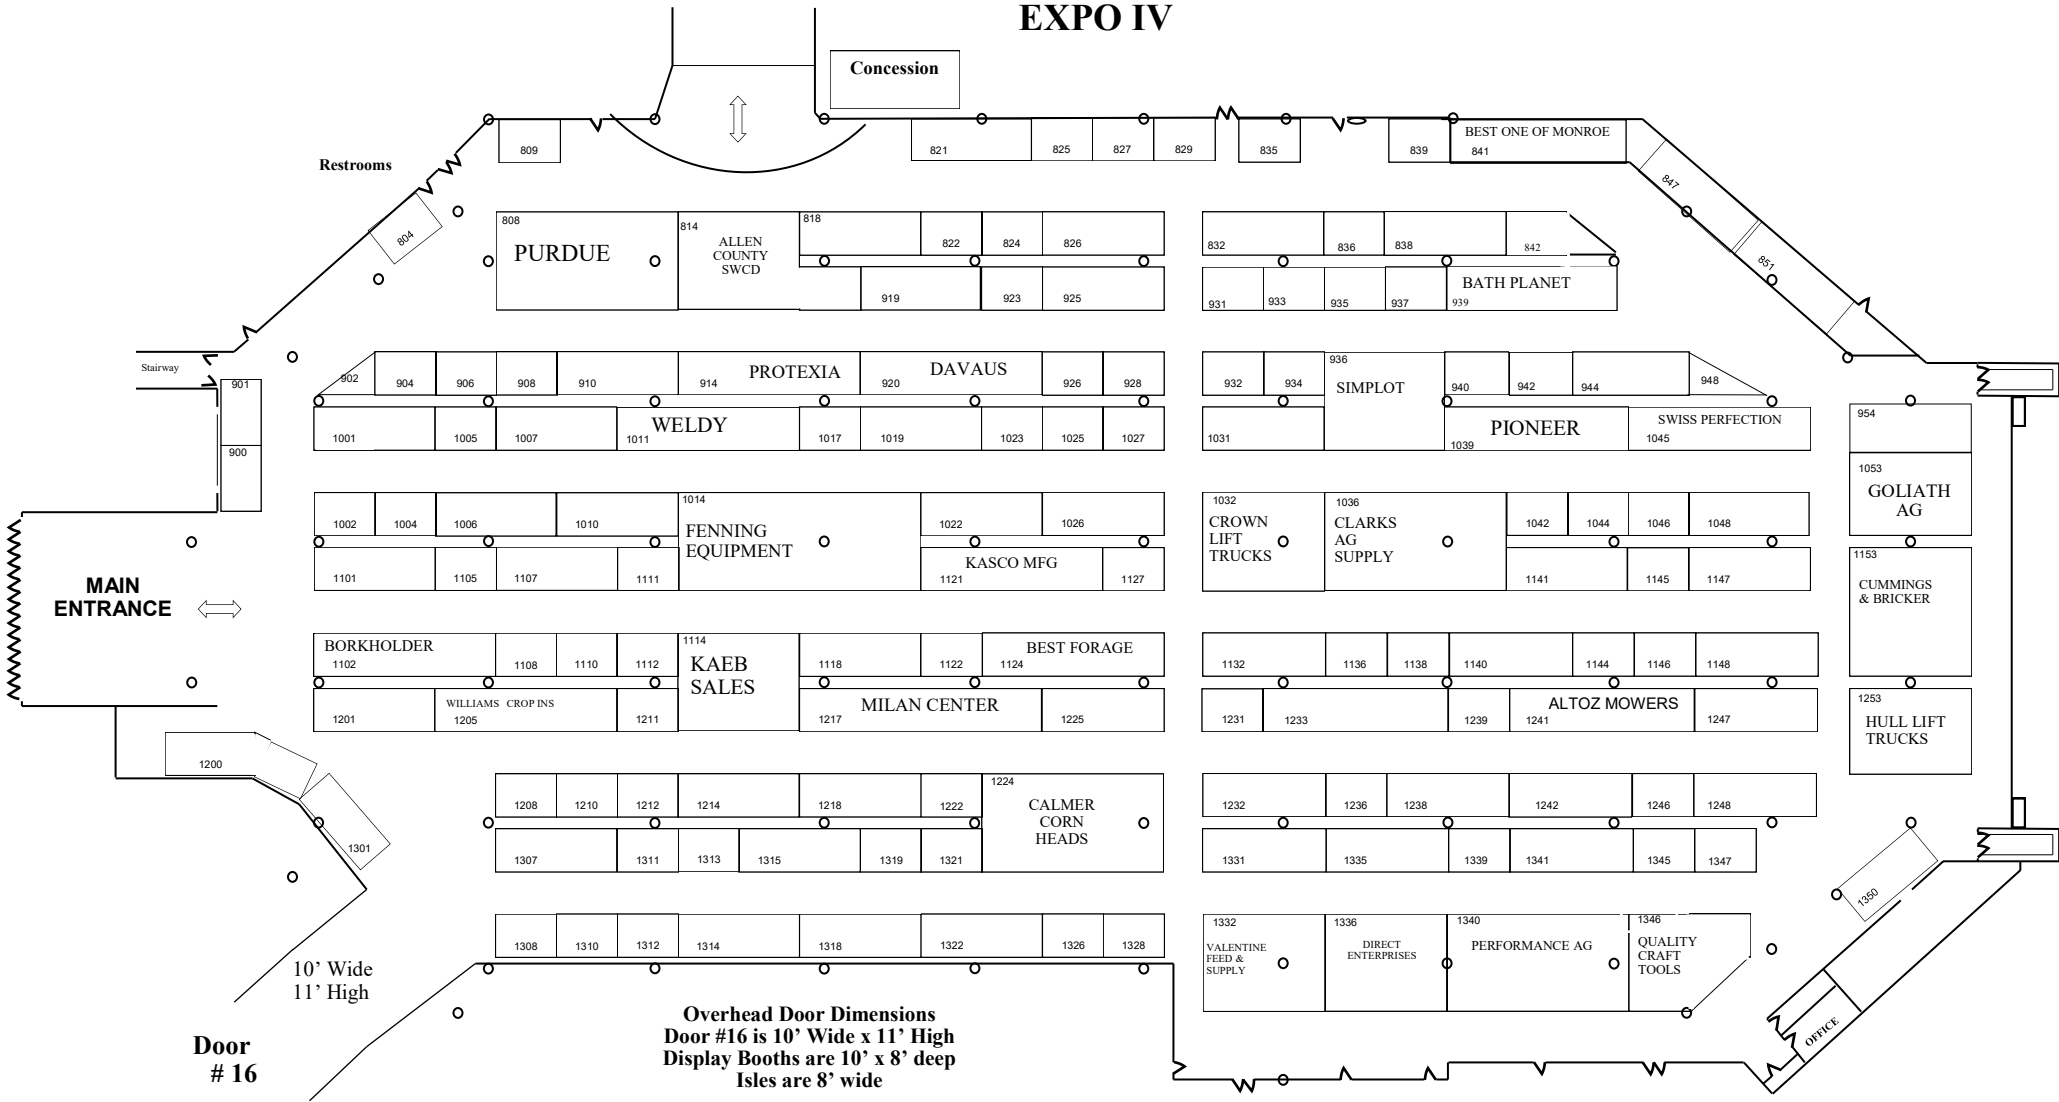 EXPO IV
Concession
Restrooms
809
821
825
827
829
835
839
BEST ONE OF MONROE
841
847
851
804
808
PURDUE
814
ALLEN
COUNTY
SWCD
818
822
824
826
832
836
838
842
919
923
925
931
933
935
937
BATH PLANET
939
Stairway
901
900
902
904
906
908
910
914
PROTEXIA
920
DAVAUS
926
928
932
934
936
SIMPLOT
940
942
944
948
954
1001
1005
1007
1011
WELDY
1017
1019
1023
1025
1027
1031
1039
PIONEER
SWISS PERFECTION
1045
1053
GOLIATH
AG
1002
1004
1006
1010
1014
FENNING
EQUIPMENT
1022
1026
1032
CROWN
LIFT
TRUCKS
1036
CLARKS
AG
SUPPLY
1042
1044
1046
1048
1101
1105
1107
1111
KASCO MFG
1121
1127
1141
1145
1147
1153
CUMMINGS
& BRICKER
MAIN
ENTRANCE
BORKHOLDER
1102
1108
1110
1112
1114
KAEB
SALES
1118
1122
BEST FORAGE
1124
1132
1136
1138
1140
1144
1146
1148
1201
WILLIAMS CROP INS
1205
1211
MILAN CENTER
1217
1225
1231
1233
1239
ALTOZ MOWERS
1241
1247
1253
HULL LIFT
TRUCKS
1200
1301
1208
1210
1212
1214
1218
1222
1224
CALMER
CORN
HEADS
1232
1236
1238
1242
1246
1248
1307
1311
1313
1315
1319
1321
1331
1335
1339
1341
1345
1347
1350
1308
1310
1312
1314
1318
1322
1326
1328
1332
VALENTINE
FEED &
SUPPLY
1336
DIRECT
ENTERPRISES
1340
PERFORMANCE AG
1346
QUALITY
CRAFT
TOOLS
10’ Wide
11’ High
Door
# 16
Overhead Door Dimensions
Door #16 is 10’ Wide x 11’ High
Display Booths are 10’ x 8’ deep
Isles are 8’ wide
OFFICE